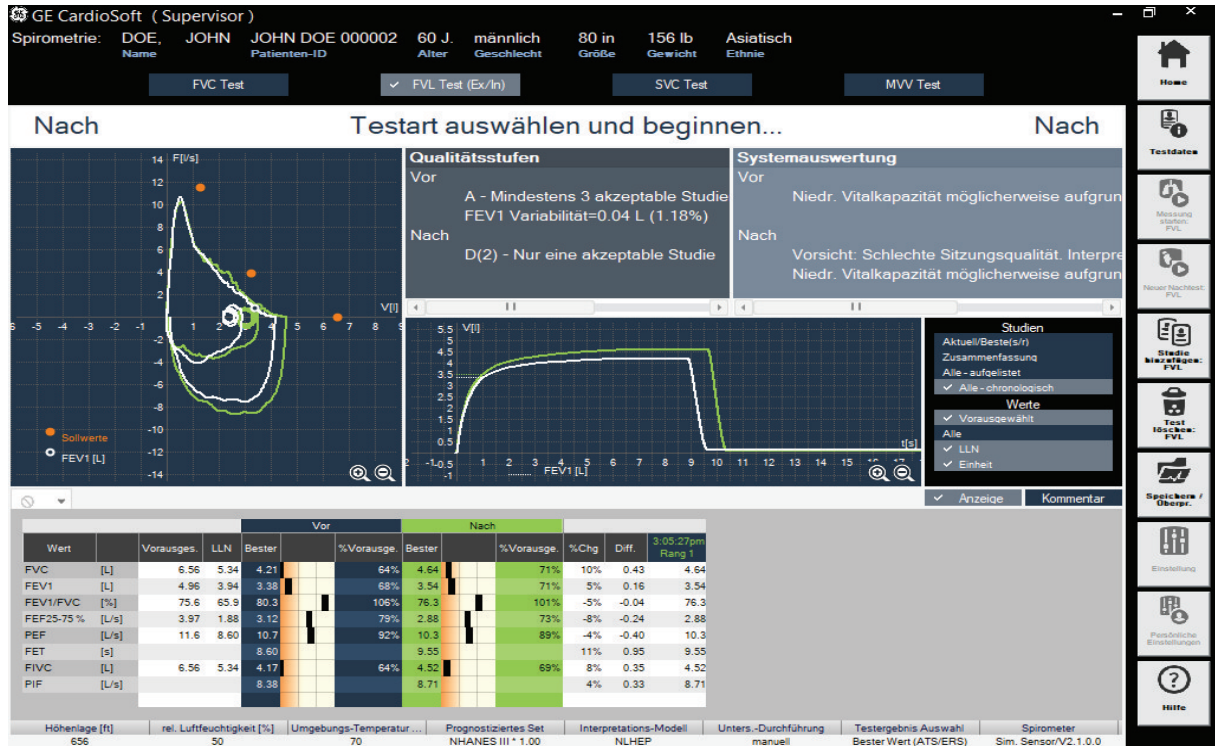 GE CardioSoft ( Supervisor )
Spirometrie: DOE, JOHN JOHN DOE 000002 60 J. männlich 80 in 156 lb Asiatisch
Name Patienten-ID Alter Geschlecht Größe Gewicht Ethnie
FVC Test FVL Test (Ex/In) SVC Test MVV Test
Nach Testart auswählen und beginnen... Nach
F[l/s]
14
12
10
8
6
4
2
V[l]
6 -5 -4 -3 -2 -1 1 2 3 4 5 6 7 8 9
-2
-4
-6
-8
-10
-12
-14
Sollwerte
FEV1 [L]
Qualitätsstufen
Vor
A - Mindestens 3 akzeptable Studie
FEV1 Variabilität=0.04 L (1.18%)
Nach
D(2) - Nur eine akzeptable Studie
Systemauswertung
Vor
Niedr. Vitalkapazität möglicherweise aufgrun
Nach
Vorsicht: Schlechte Sitzungsqualität. Interpre
Niedr. Vitalkapazität möglicherweise aufgrun
5.5 V[l]
5
4.5
4
3.5
3
2.5
2
1.5
1
0.5
t[s]
2 -1 -0.5 1 2 3 4 5 6 7 8 9 10 11 12 13 14 15
-1
FEV1 [L]
Studien
Aktuell/Beste(s/r)
Zusammenfassung
Alle - aufgelistet
Alle - chronologisch
Werte
Vorausgewählt
Alle
LLN
Einheit
Anzeige Kommentar
Vor Nach
Wert Vorausges. LLN Bester %Vorausge. Bester %Vorausge. %Chg Diff. 3:05:27pm Rang 1
FVC [L] 6.56 5.34 4.21 64% 4.64 71% 10% 0.43 4.64
FEV1 [L] 4.96 3.94 3.38 68% 3.54 71% 5% 0.16 3.54
FEV1/FVC [%] 75.6 65.9 80.3 106% 76.3 101% -5% -0.04 76.3
FEF25-75 % [L/s] 3.97 1.88 3.12 79% 2.88 73% -8% -0.24 2.88
PEF [L/s] 11.6 8.60 10.7 92% 10.3 89% -4% -0.40 10.3
FET [s] 8.60 9.55 11% 0.95 9.55
FIVC [L] 6.56 5.34 4.17 64% 4.52 69% 8% 0.35 4.52
PIF [L/s] 8.38 8.71 4% 0.33 8.71
Höhenlage [ft] rel. Luftfeuchtigkeit [%] Umgebungs-Temperatur ... Prognostiziertes Set Interpretations-Modell Unters.-Durchführung Testergebnis Auswahl Spirometer
656 50 70 NHANES III * 1.00 NLHEP manuell Bester Wert (ATS/ERS) Sim. Sensor/V2.1.0.0
Home
Testdaten
Messung starten: FVL
Neuer Nachtest: FVL
Studie hinzufügen: FVL
Test löschen: FVL
Speichern / Überpr.
Einstellung
Persönliche Einstellungen
Hilfe